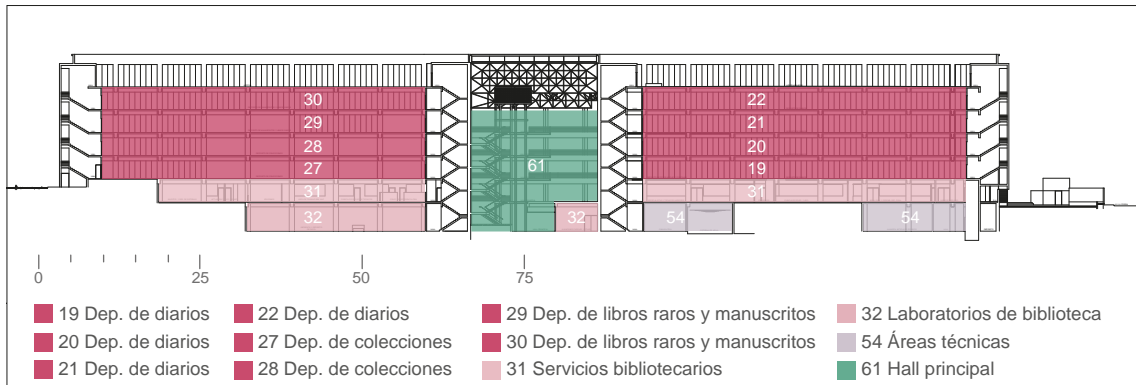 30 22
29 21
28 20
61
27 19
31 31
32 32 54 54
0 25 50 75
19 Dep. de diarios 22 Dep. de diarios 29 Dep. de libros raros y manuscritos 32 Laboratorios de biblioteca
20 Dep. de diarios 27 Dep. de colecciones 30 Dep. de libros raros y manuscritos 54 Áreas técnicas
21 Dep. de diarios 28 Dep. de colecciones 31 Servicios bibliotecarios 61 Hall principal